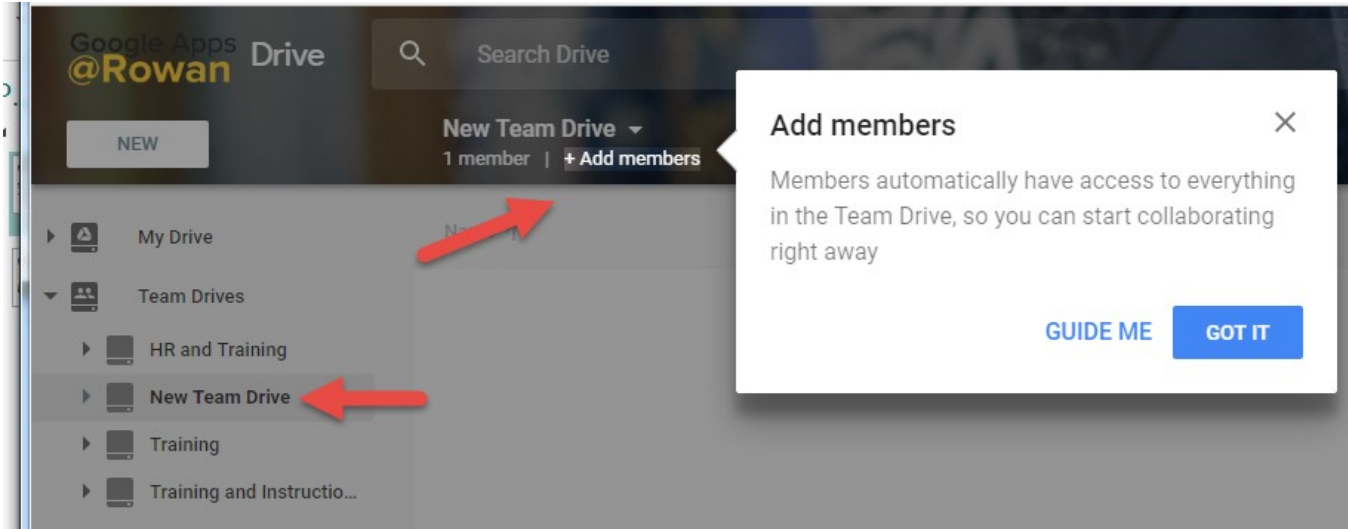 Google Apps
@Rowan Drive
Search Drive
NEW
New Team Drive
1 member | + Add members
Add members
Members automatically have access to everything
in the Team Drive, so you can start collaborating
right away
GUIDE ME
GOT IT
My Drive
Team Drives
HR and Training
New Team Drive
Training
Training and Instructio...